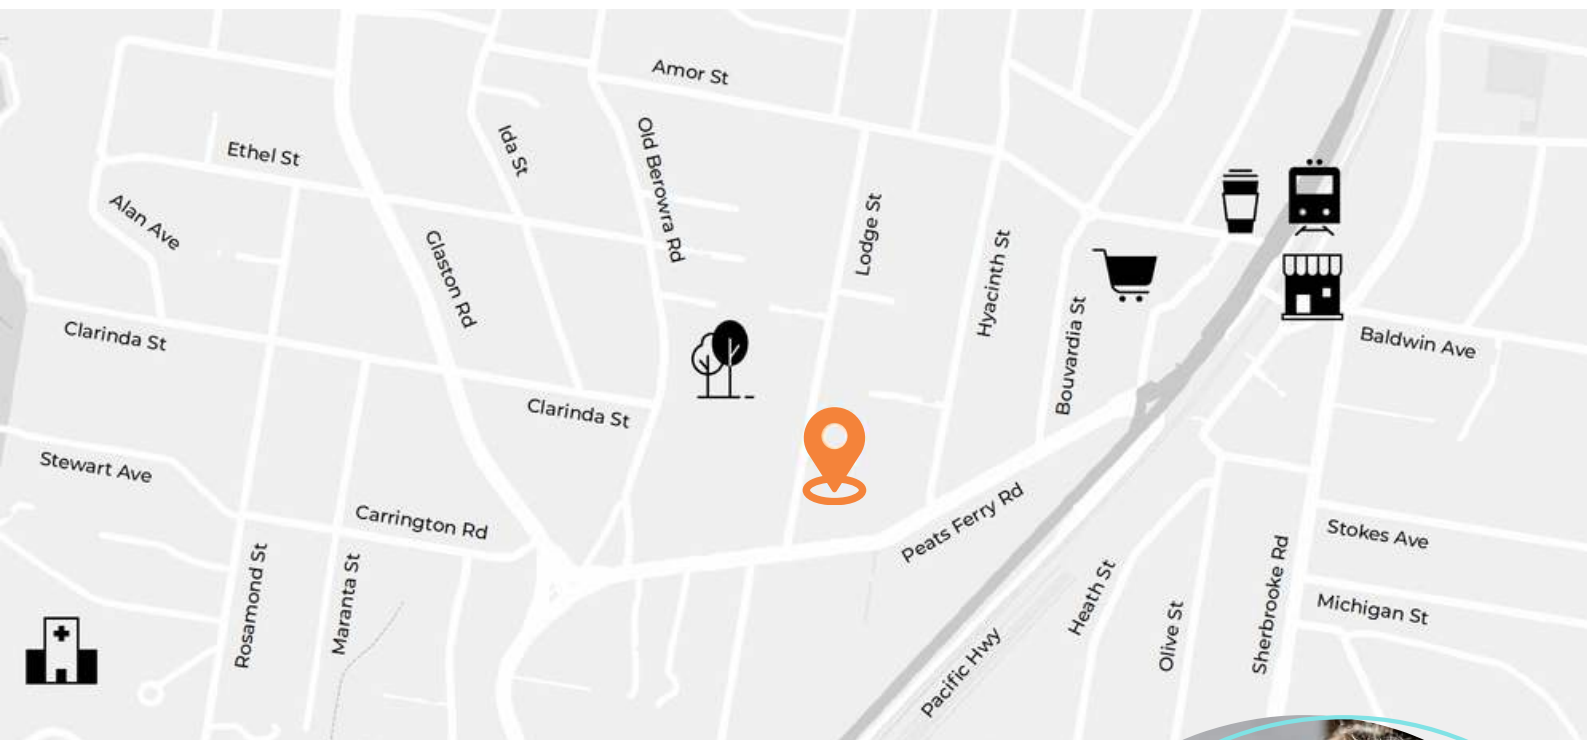 Amor St
Ethel St
Ida St
Old Berowra Rd
Alan Ave
Lodge St
Glaston Rd
Hyacinth St
Bouvardia St
Clarinda St
Baldwin Ave
Clarinda St
Stewart Ave
Carrington Rd
Peats Ferry Rd
Stokes Ave
Rosamond St
Maranta St
Heath St
Olive St
Sherbrooke Rd
Michigan St
Pacific Hwy